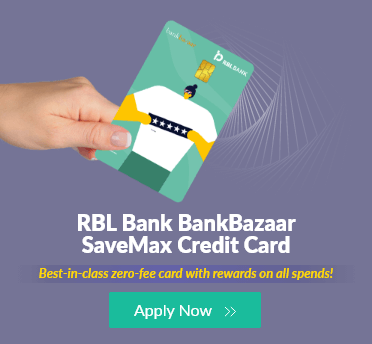 bankbazaar
RBL BANK
RBL Bank BankBazaar
SaveMax Credit Card
Best-in-class zero-fee card with rewards on all spends!
Apply Now